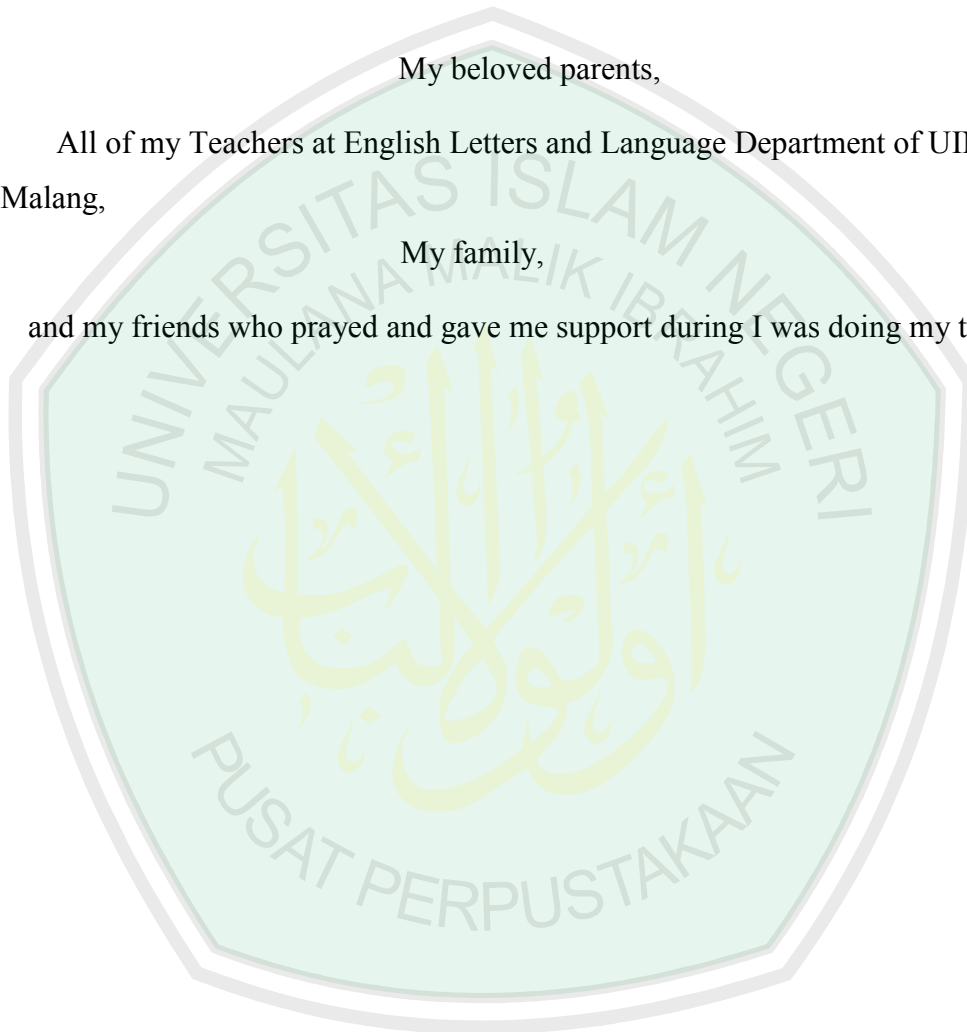 My beloved parents,
All of my Teachers at English Letters and Language Department of
Malang,
My family,
and my friends who prayed and gave me support during I was doing my
UNIVERSITAS ISLAM NEGERI
MAULANA MALIK IBRAHIM
PUSAT PERPUSTAKAAN